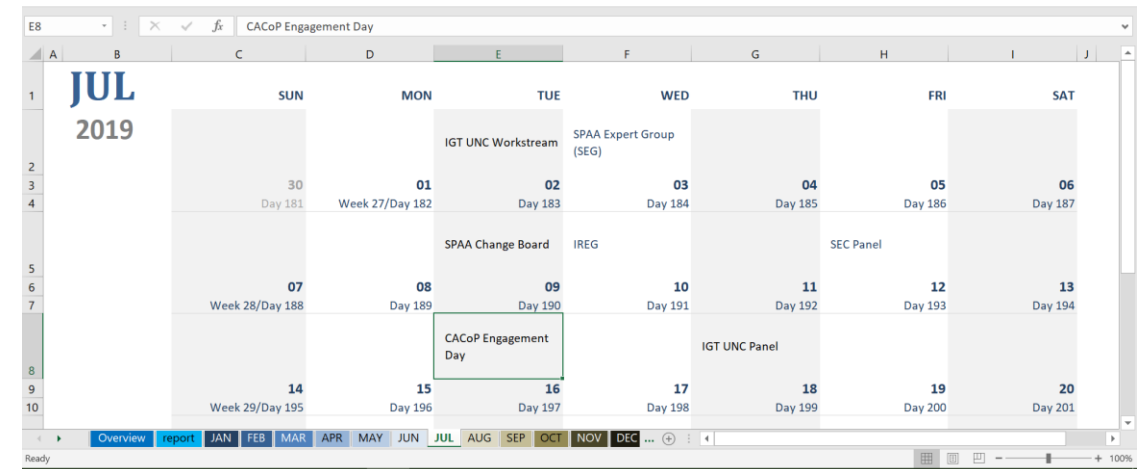 E8 fx CACoP Engagement Day
A B C D E F G H I J
1 JUL SUN MON TUE WED THU FRI SAT
2019
IGT UNC Workstream
SPAA Expert Group
(SEG)
2
3 30 01 02 03 04 05 06
4 Day 181 Week 27/Day 182 Day 183 Day 184 Day 185 Day 186 Day 187
SPAA Change Board IREG SEC Panel
5
6 07 08 09 10 11 12 13
7 Week 28/Day 188 Day 189 Day 190 Day 191 Day 192 Day 193 Day 194
CACoP Engagement
Day
IGT UNC Panel
8
9 14 15 16 17 18 19 20
10 Week 29/Day 195 Day 196 Day 197 Day 198 Day 199 Day 200 Day 201
Overview report JAN FEB MAR APR MAY JUN JUL AUG SEP OCT NOV DEC ...
Ready 100%